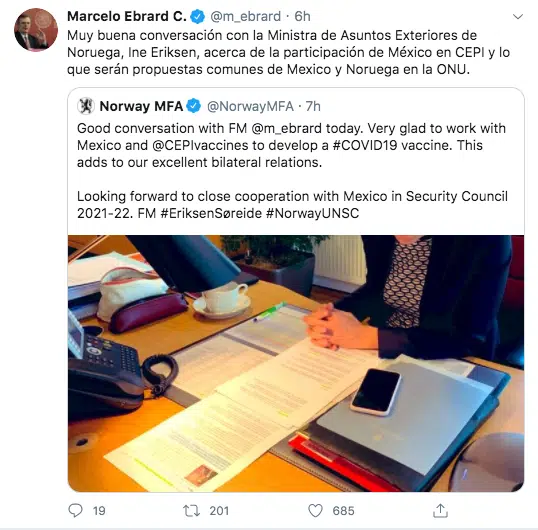 Marcelo Ebrard C. @m_ebrard · 6h
Muy buena conversación con la Ministra de Asuntos Exteriores de
Noruega, Ine Eriksen, acerca de la participación de México en CEPI y lo
que serán propuestas comunes de Mexico y Noruega en la ONU.
Norway MFA @NorwayMFA · 7h
Good conversation with FM @m_ebrard today. Very glad to work with
Mexico and @CEPIvaccines to develop a #COVID19 vaccine. This
adds to our excellent bilateral relations.
Looking forward to close cooperation with Mexico in Security Council
2021-22. FM #EriksenSøreide #NorwayUNSC
19 201 685